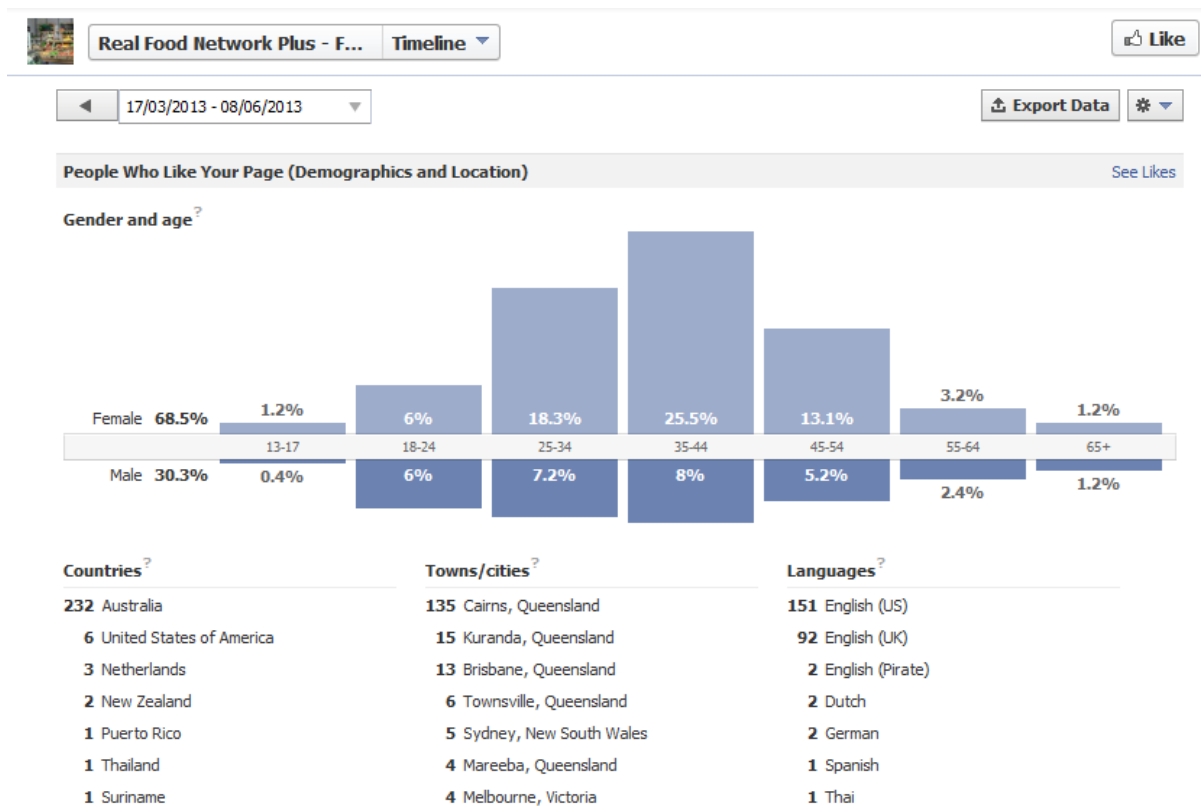 Real Food Network Plus - F... Timeline
Like
17/03/2013 - 08/06/2013
Export Data
People Who Like Your Page (Demographics and Location) See Likes
Gender and age?
Female 68.5% 1.2% 6% 18.3% 25.5% 13.1% 3.2% 1.2%
13-17 18-24 25-34 35-44 45-54 55-64 65+
Male 30.3% 0.4% 6% 7.2% 8% 5.2% 2.4% 1.2%
Countries? Towns/cities? Languages?
232 Australia 135 Cairns, Queensland 151 English (US)
6 United States of America 15 Kuranda, Queensland 92 English (UK)
3 Netherlands 13 Brisbane, Queensland 2 English (Pirate)
2 New Zealand 6 Townsville, Queensland 2 Dutch
1 Puerto Rico 5 Sydney, New South Wales 2 German
1 Thailand 4 Mareeba, Queensland 1 Spanish
1 Suriname 4 Melbourne, Victoria 1 Thai